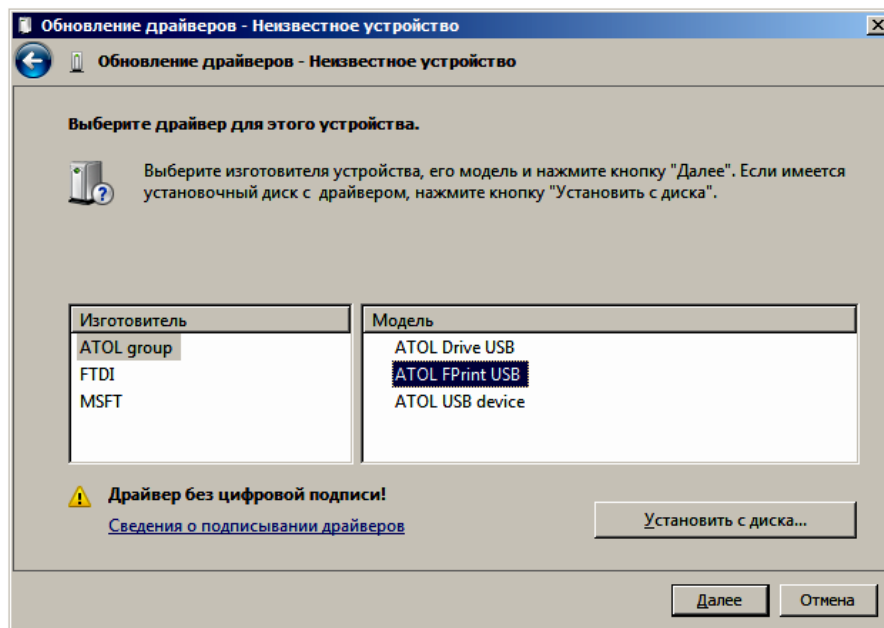 Обновление драйверов - Неизвестное устройство
Обновление драйверов - Неизвестное устройство
Выберите драйвер для этого устройства.
Выберите изготовителя устройства, его модель и нажмите кнопку "Далее". Если имеется
установочный диск с драйвером, нажмите кнопку "Установить с диска".
Изготовитель
ATOL group
FTDI
MSFT
Модель
ATOL Drive USB
ATOL FPrint USB
ATOL USB device
Драйвер без цифровой подписи!
Сведения о подписывании драйверов
Установить с диска...
Далее
Отмена